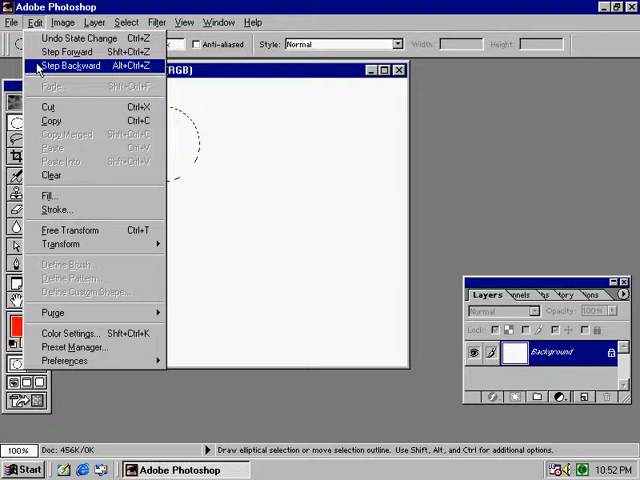 Adobe Photoshop
File Edit Image Layer Select Filter View Window Help
Anti-aliased Style: Normal Width: Height:
Undo State Change Ctrl+Z
Step Forward Shft+Ctrl+Z
Step Backward Alt+Ctrl+Z
(RGB)
Fade... Shft+Ctrl+F
Cut Ctrl+X
Copy Ctrl+C
Copy Merged Shft+Ctrl+C
Paste Ctrl+V
Paste Into Shft+Ctrl+V
Clear
Fill...
Stroke...
Free Transform Ctrl+T
Transform
Define Brush...
Define Pattern...
Define Custom Shape...
Purge
Color Settings... Shft+Ctrl+K
Preset Manager...
Preferences
Layers nnels ths tory ions
Normal Opacity: 100%
Lock:
Background
100% Doc: 456K/0K Draw elliptical selection or move selection outline. Use Shift, Alt, and Ctrl for additional options.
Start Adobe Photoshop 10:52 PM